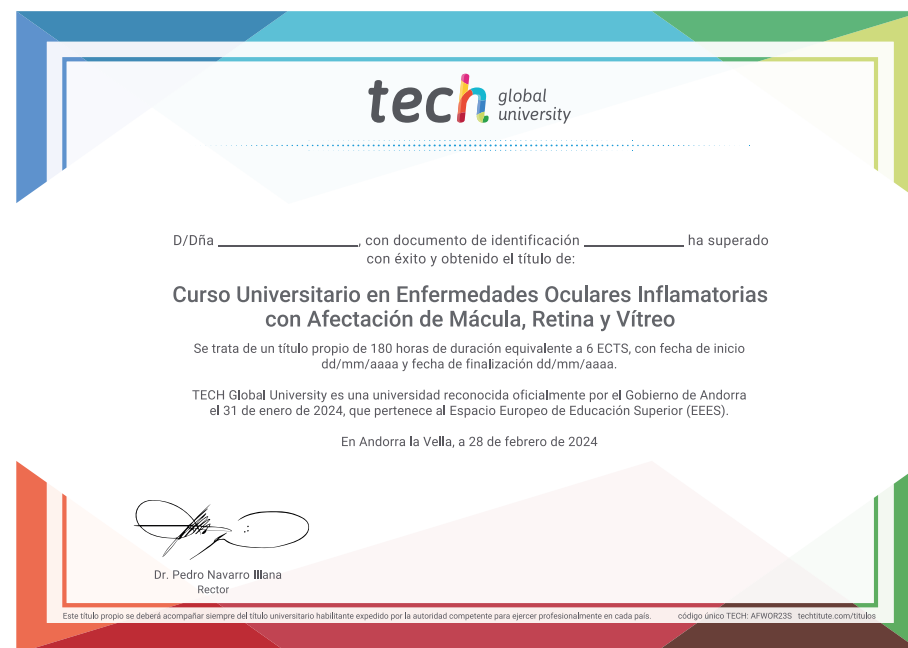 tech global university
D/Dña ______________, con documento de identificación __________ ha superado
con éxito y obtenido el título de:
Curso Universitario en Enfermedades Oculares Inflamatorias
con Afectación de Mácula, Retina y Vítreo
Se trata de un título propio de 180 horas de duración equivalente a 6 ECTS, con fecha de inicio
dd/mm/aaaa y fecha de finalización dd/mm/aaaa.
TECH Global University es una universidad reconocida oficialmente por el Gobierno de Andorra
el 31 de enero de 2024, que pertenece al Espacio Europeo de Educación Superior (EEES).
En Andorra la Vella, a 28 de febrero de 2024
Dr. Pedro Navarro Illana
Rector
Este título propio se deberá acompañar siempre del título universitario habilitante expedido por la autoridad competente para ejercer profesionalmente en cada país. código único TECH: AFWOR23S techtitute.com/titulos